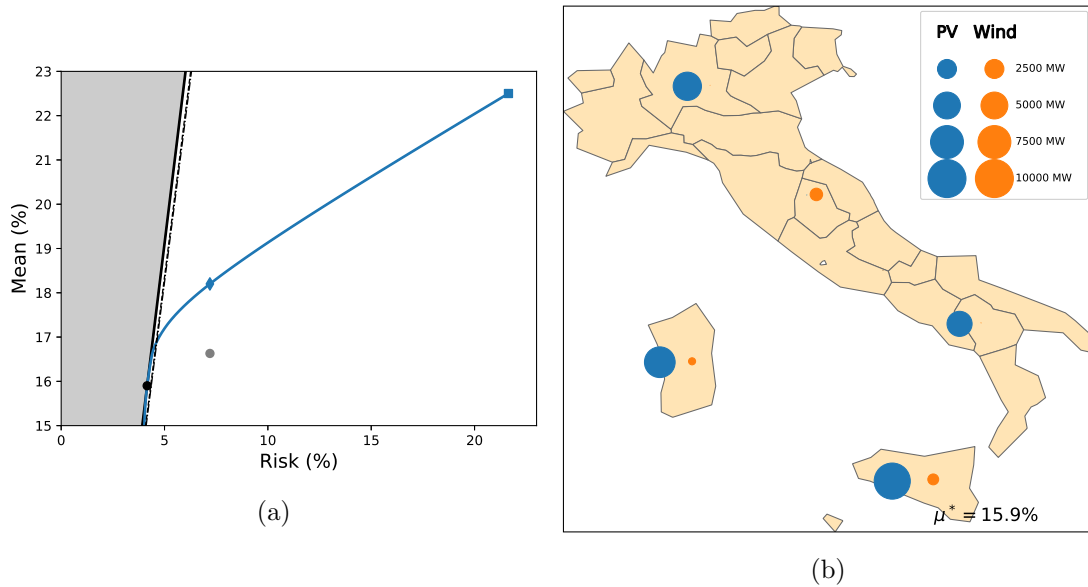 23
22
21
20
19
18
17
16
15
Mean (%)
0 5 10 15 20
Risk (%)
(a)
PV Wind
2500 MW
5000 MW
7500 MW
10000 MW
μ* = 15.9%
(b)